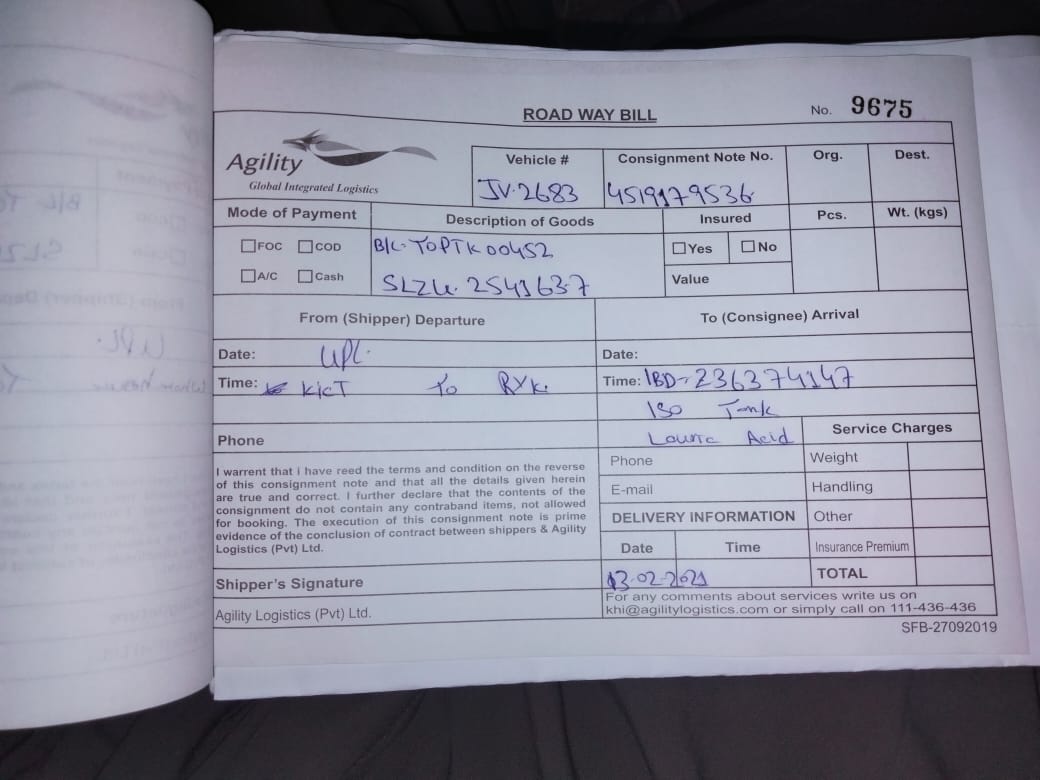 ROAD WAY BILL
No. 9675
Agility
Global Integrated Logistics
Vehicle #
JV-2683
Consignment Note No.
4519179536
Org.
Dest.
Mode of Payment
FOC COD
A/C Cash
Description of Goods
B/L-TOPTK00452
SLZU-2541637
Insured
Yes No
Value
Pcs.
Wt. (kgs)
From (Shipper) Departure
To (Consignee) Arrival
Date: UPL.
Date:
Time: KICT To RYK.
Time: IBD-236374147
ISO Tank
Lauric Acid
Phone
I warrent that i have reed the terms and condition on the reverse
of this consignment note and that all the details given herein
are true and correct. I further declare that the contents of the
consignment do not contain any contraband items, not allowed
for booking. The execution of this consignment note is prime
evidence of the conclusion of contract between shippers & Agility
Logistics (Pvt) Ltd.
Shipper's Signature
Agility Logistics (Pvt) Ltd.
Phone
E-mail
DELIVERY INFORMATION
Date Time
13-02-2021
Service Charges
Weight
Handling
Other
Insurance Premium
TOTAL
For any comments about services write us on
khi@agilitylogistics.com or simply call on 111-436-436
SFB-27092019